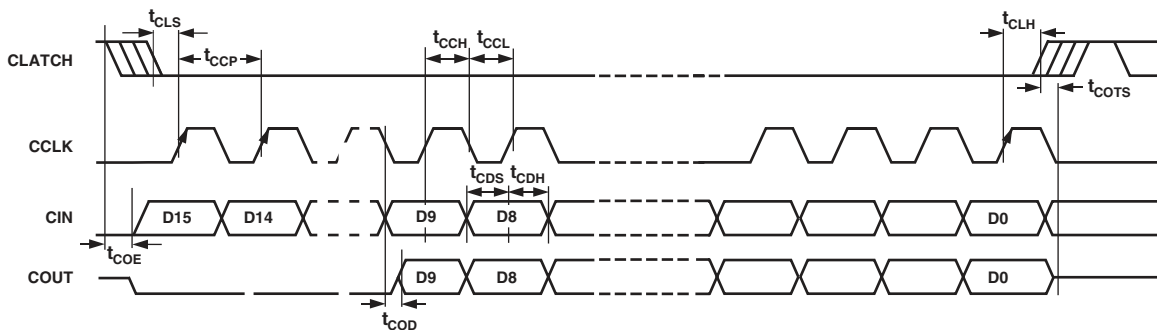 tCLS
tCCP
tCCH
tCCL
tCLH
CLATCH
tCOTS
CCLK
tCDS
tCDH
CIN
D15
D14
D9
D8
D0
tCOE
COUT
D9
D8
D0
tCOD